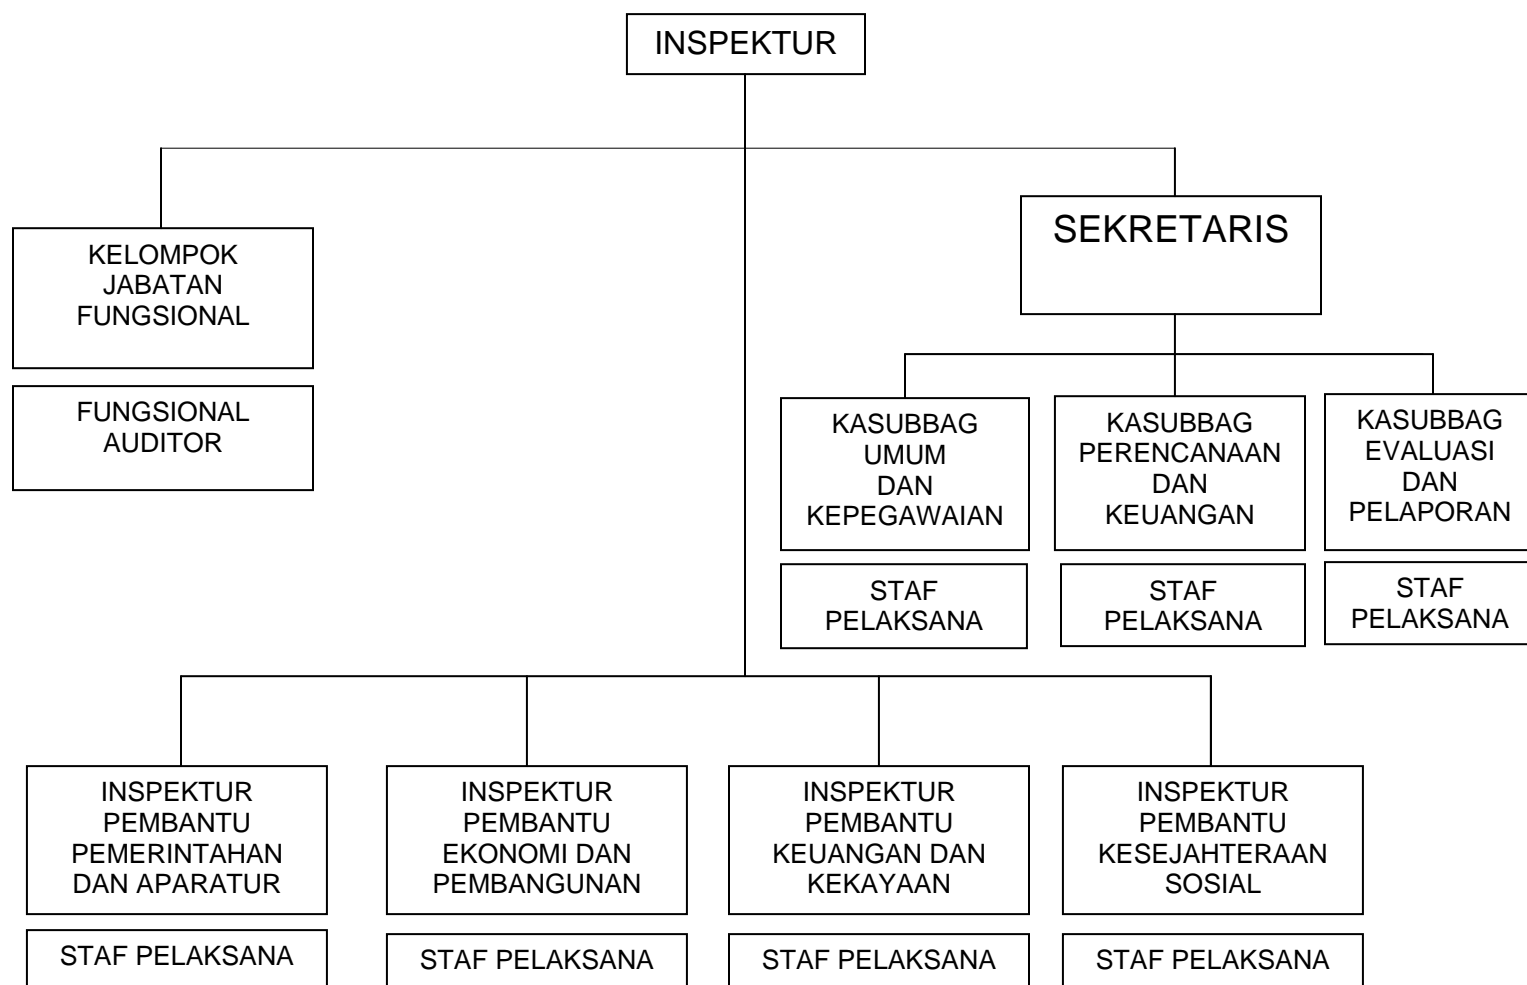 INSPEKTUR
KELOMPOK
JABATAN
FUNGSIONAL
FUNGSIONAL
AUDITOR
SEKRETARIS
KASUBBAG
UMUM
DAN
KEPEGAWAIAN
KASUBBAG
PERENCANAAN
DAN
KEUANGAN
KASUBBAG
EVALUASI
DAN
PELAPORAN
STAF
PELAKSANA
STAF
PELAKSANA
STAF
PELAKSANA
INSPEKTUR
PEMBANTU
PEMERINTAHAN
DAN APARATUR
INSPEKTUR
PEMBANTU
EKONOMI DAN
PEMBANGUNAN
INSPEKTUR
PEMBANTU
KEUANGAN DAN
KEKAYAAN
INSPEKTUR
PEMBANTU
KESEJAHTERAAN
SOSIAL
STAF PELAKSANA
STAF PELAKSANA
STAF PELAKSANA
STAF PELAKSANA